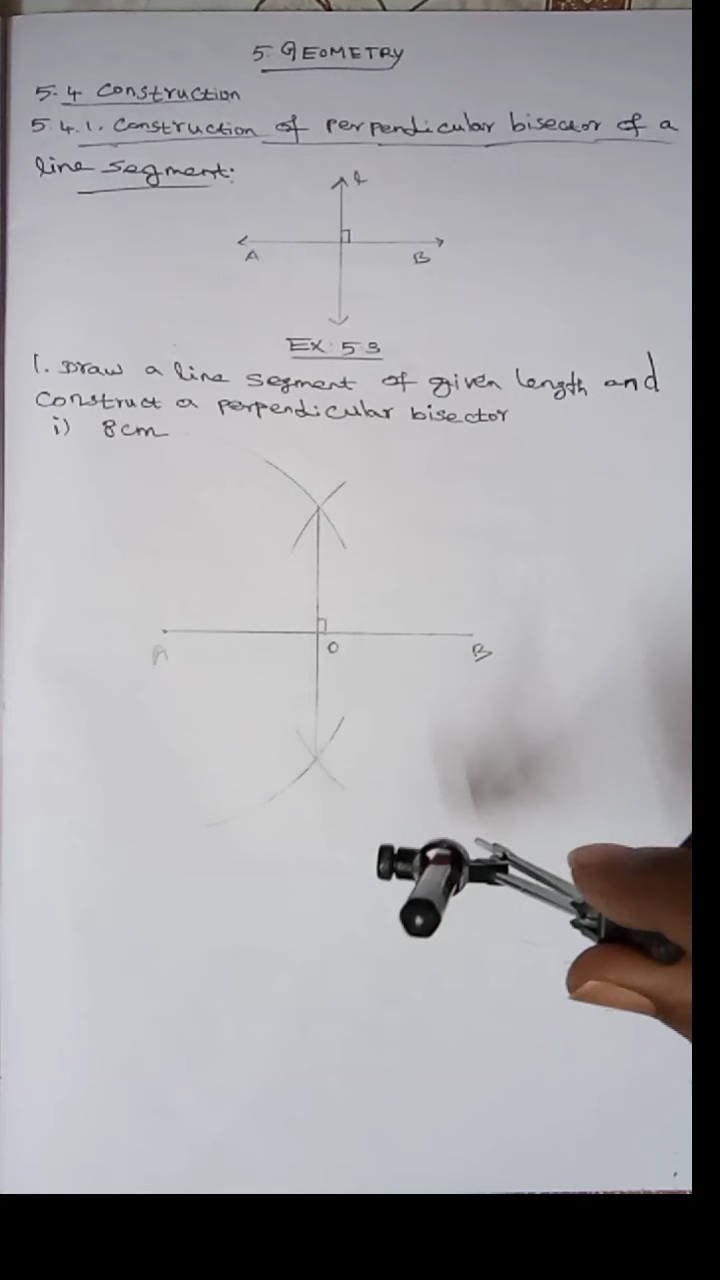 5. GEOMETRY
5.4 Construction
5.4.1. Construction of perpendicular bisector of a
line segment:
l
A B
Ex: 5.3
1. Draw a line segment of given length and
construct a perpendicular bisector
i) 8cm
A O B